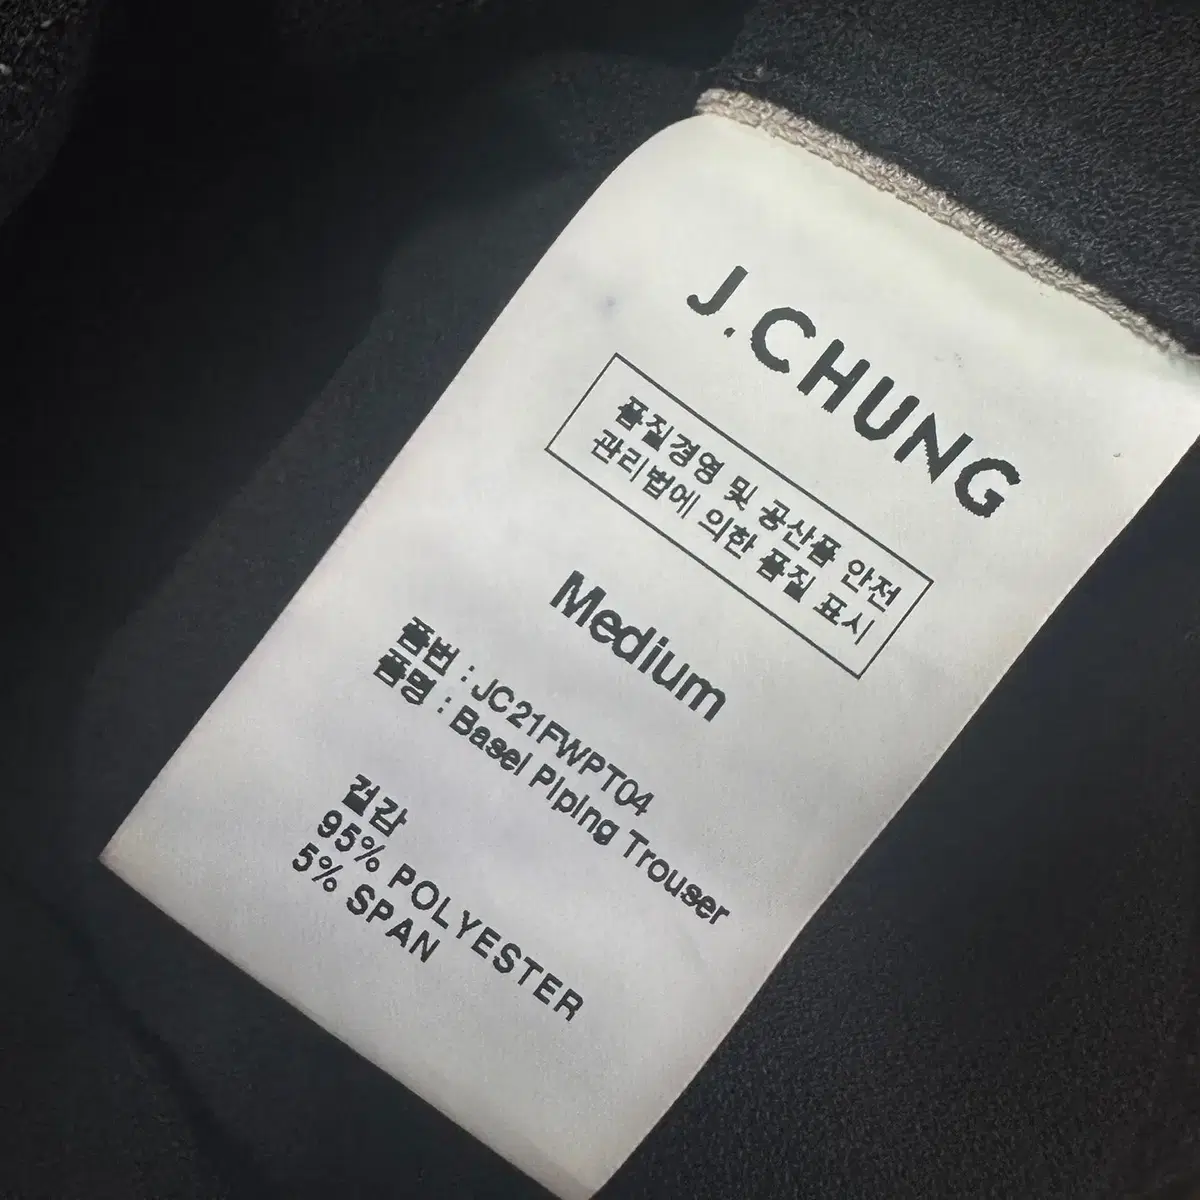 J.CHUNG
품질경영 및 공산품 안전
관리법에 의한 품질 표시
Medium
품번 : JC21FWPT04
품명 : Basel Piping Trouser
겉감
95% POLYESTER
5% SPAN